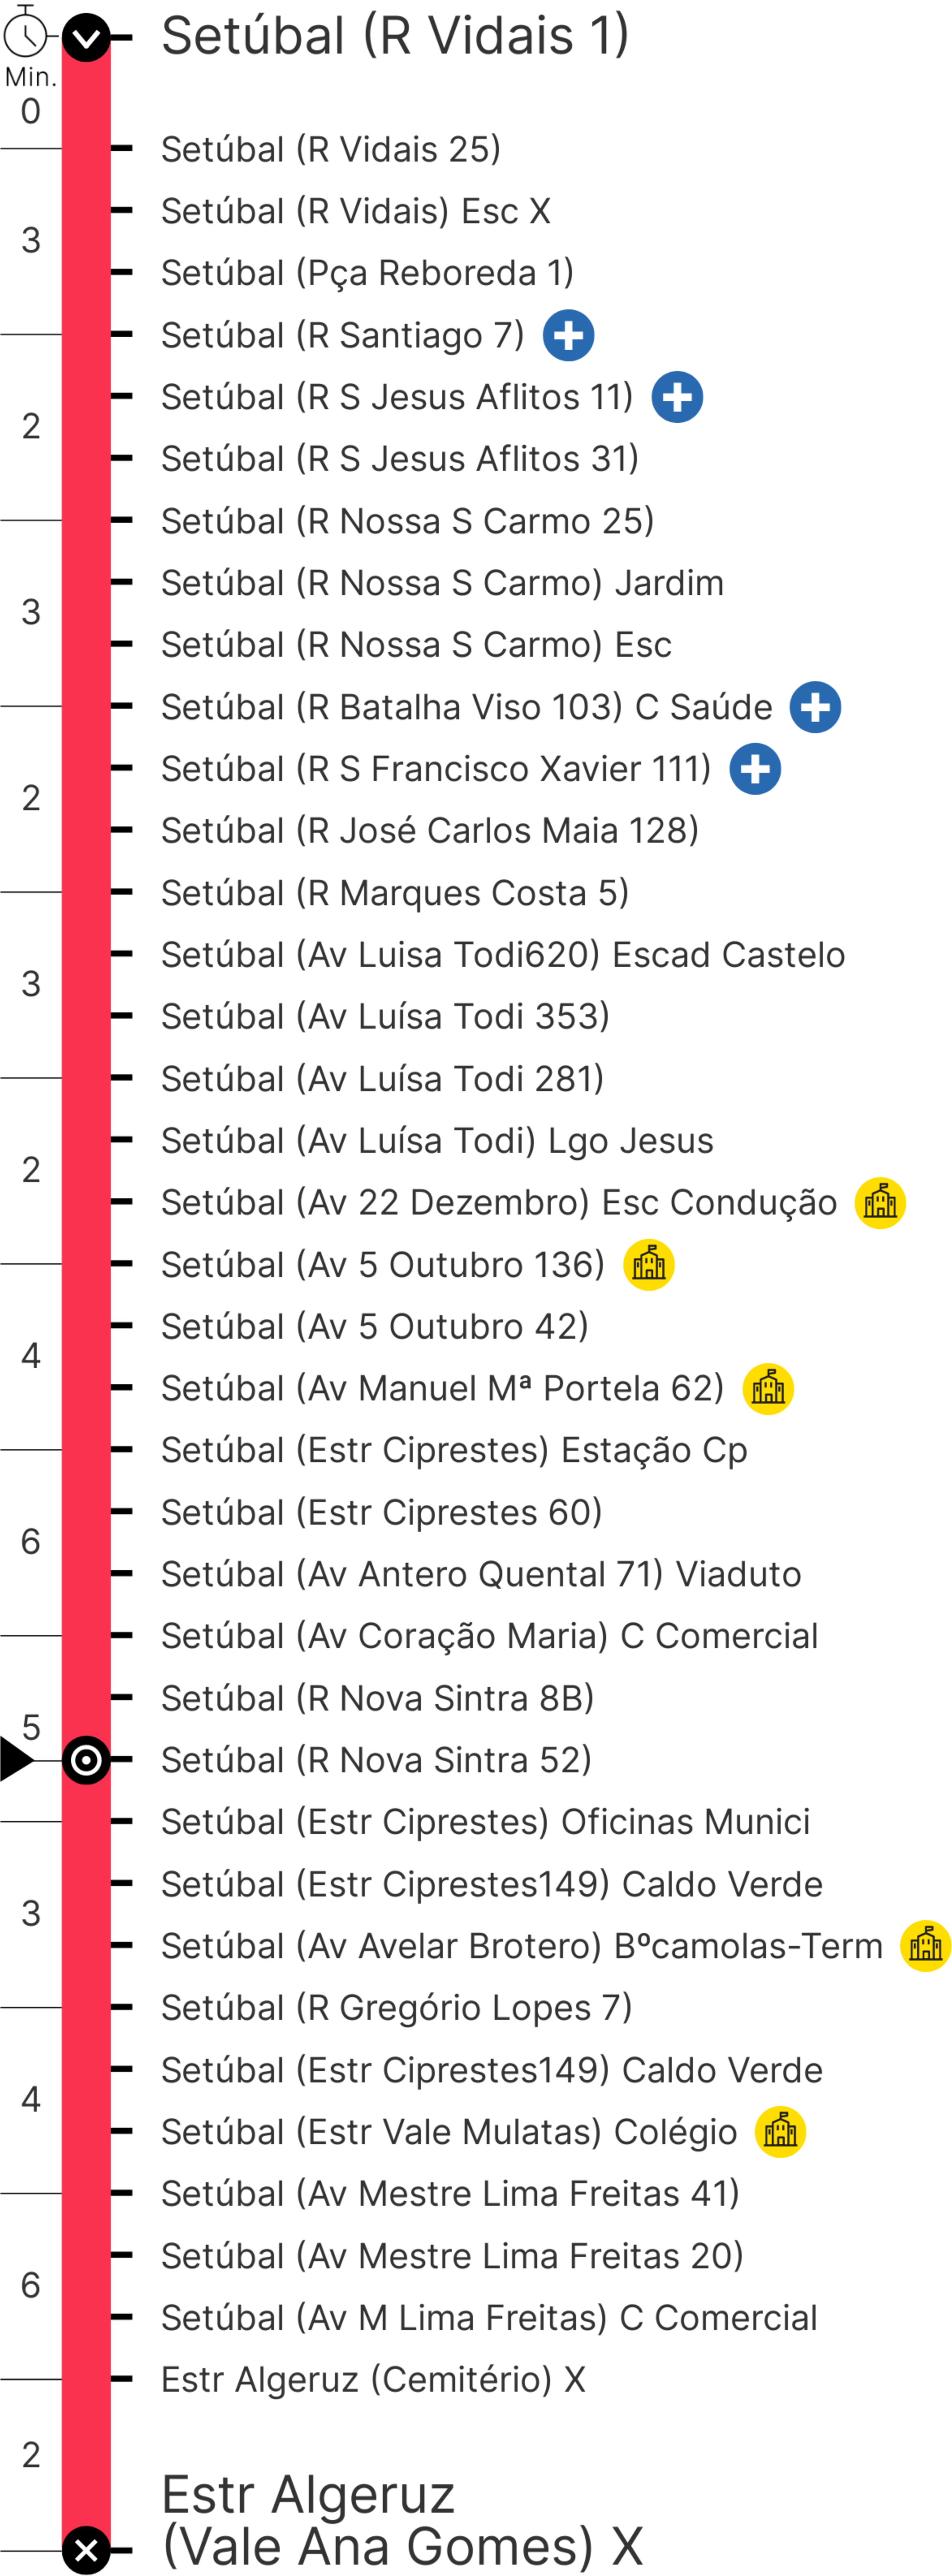 Setúbal (R Vidais 1)
Min.
0
Setúbal (R Vidais 25)
Setúbal (R Vidais) Esc X
3
Setúbal (Pça Reboreda 1)
Setúbal (R Santiago 7)
Setúbal (R S Jesus Aflitos 11)
2
Setúbal (R S Jesus Aflitos 31)
Setúbal (R Nossa S Carmo 25)
Setúbal (R Nossa S Carmo) Jardim
3
Setúbal (R Nossa S Carmo) Esc
Setúbal (R Batalha Viso 103) C Saúde
Setúbal (R S Francisco Xavier 111)
2
Setúbal (R José Carlos Maia 128)
Setúbal (R Marques Costa 5)
Setúbal (Av Luisa Todi620) Escad Castelo
3
Setúbal (Av Luísa Todi 353)
Setúbal (Av Luísa Todi 281)
Setúbal (Av Luísa Todi) Lgo Jesus
2
Setúbal (Av 22 Dezembro) Esc Condução
Setúbal (Av 5 Outubro 136)
Setúbal (Av 5 Outubro 42)
4
Setúbal (Av Manuel Mª Portela 62)
Setúbal (Estr Ciprestes) Estação Cp
Setúbal (Estr Ciprestes 60)
6
Setúbal (Av Antero Quental 71) Viaduto
Setúbal (Av Coração Maria) C Comercial
Setúbal (R Nova Sintra 8B)
5
Setúbal (R Nova Sintra 52)
Setúbal (Estr Ciprestes) Oficinas Munici
Setúbal (Estr Ciprestes149) Caldo Verde
3
Setúbal (Av Avelar Brotero) Bºcamolas-Term
Setúbal (R Gregório Lopes 7)
Setúbal (Estr Ciprestes149) Caldo Verde
4
Setúbal (Estr Vale Mulatas) Colégio
Setúbal (Av Mestre Lima Freitas 41)
Setúbal (Av Mestre Lima Freitas 20)
6
Setúbal (Av M Lima Freitas) C Comercial
Estr Algeruz (Cemitério) X
2
Estr Algeruz
(Vale Ana Gomes) X